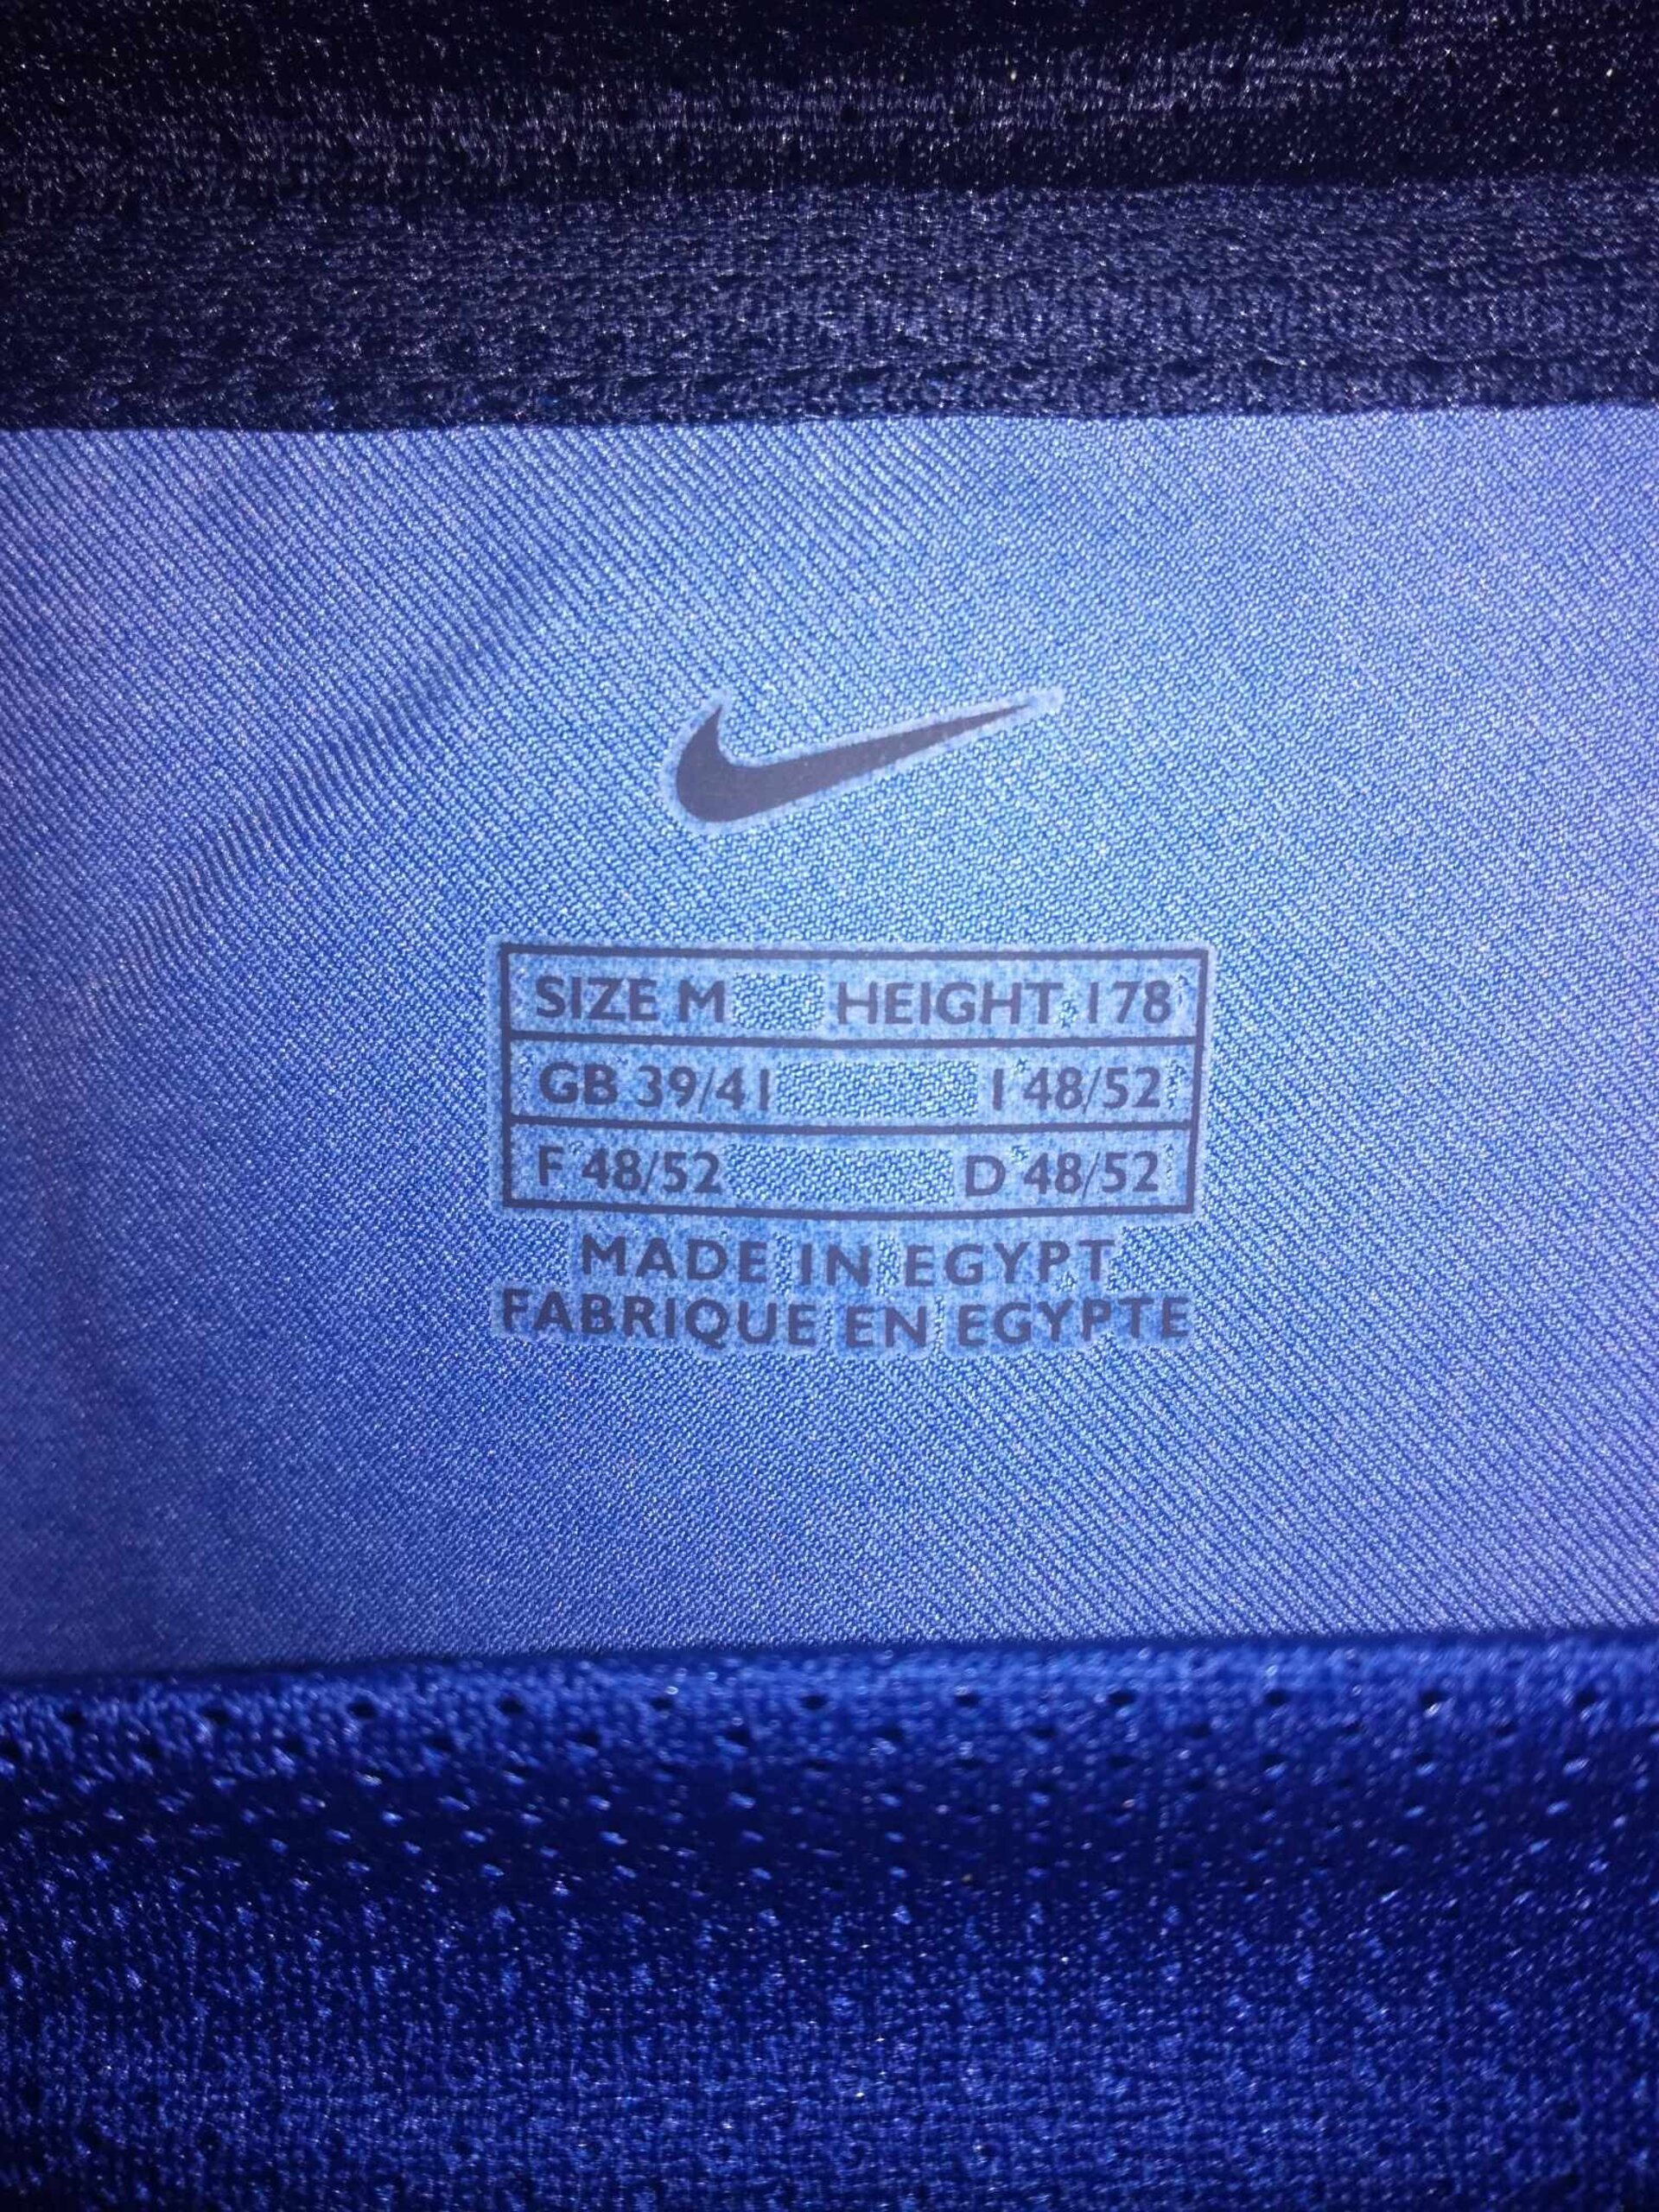 SIZE M HEIGHT 178
GB 39/41 I 48/52
F 48/52 D 48/52
MADE IN EGYPT
FABRIQUE EN EGYPTE